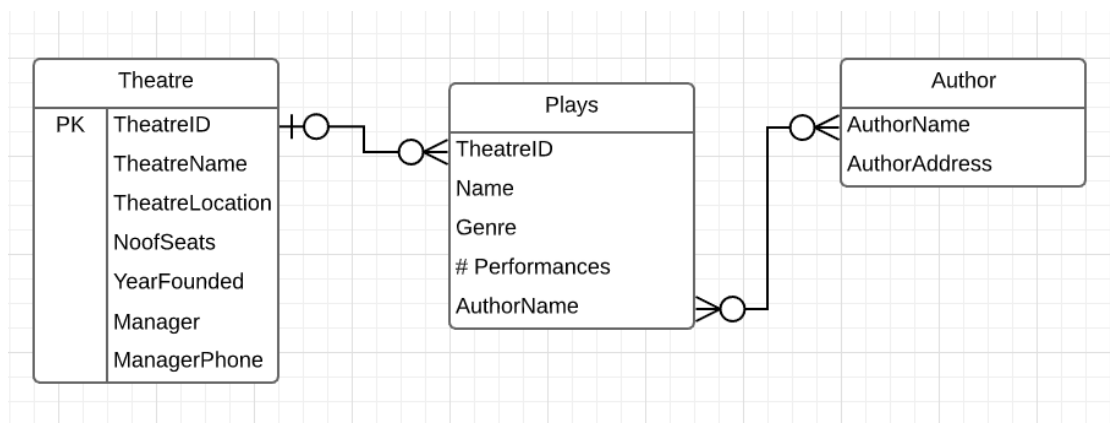 Theatre
PK TheatreID
TheatreName
TheatreLocation
NoofSeats
YearFounded
Manager
ManagerPhone
Plays
TheatreID
Name
Genre
# Performances
AuthorName
Author
AuthorName
AuthorAddress